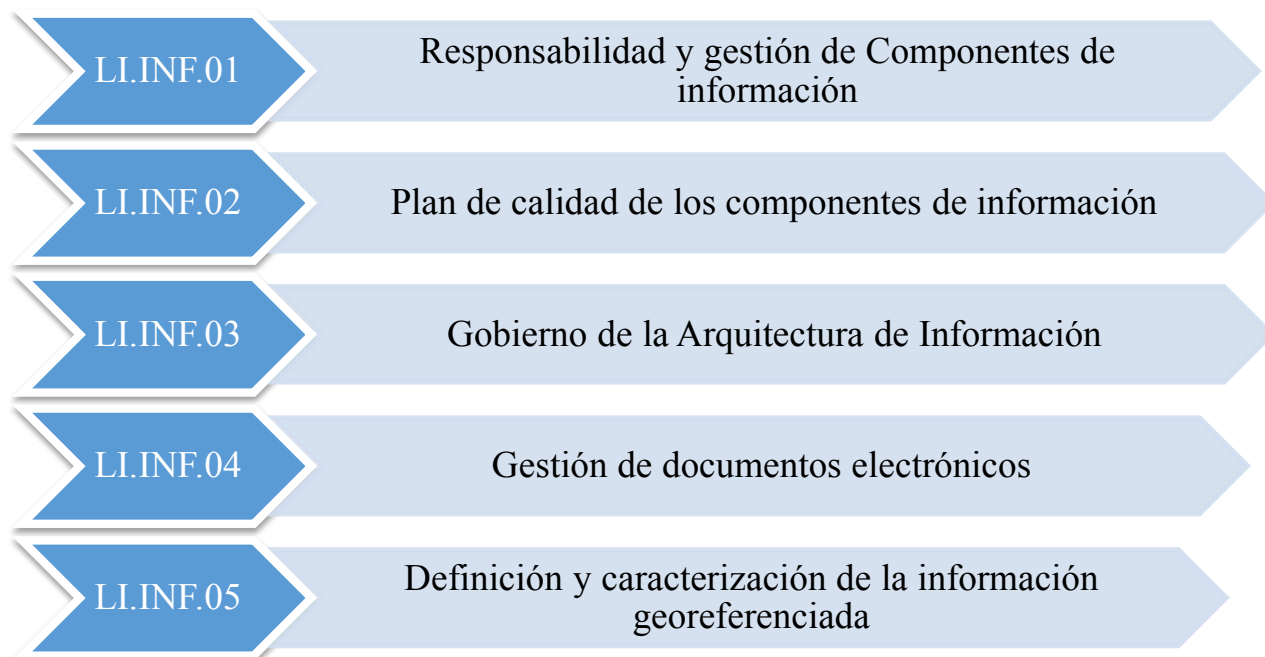 LI.INF.01
Responsabilidad y gestión de Componentes de
información
LI.INF.02
Plan de calidad de los componentes de información
LI.INF.03
Gobierno de la Arquitectura de Información
LI.INF.04
Gestión de documentos electrónicos
LI.INF.05
Definición y caracterización de la información
georeferenciada